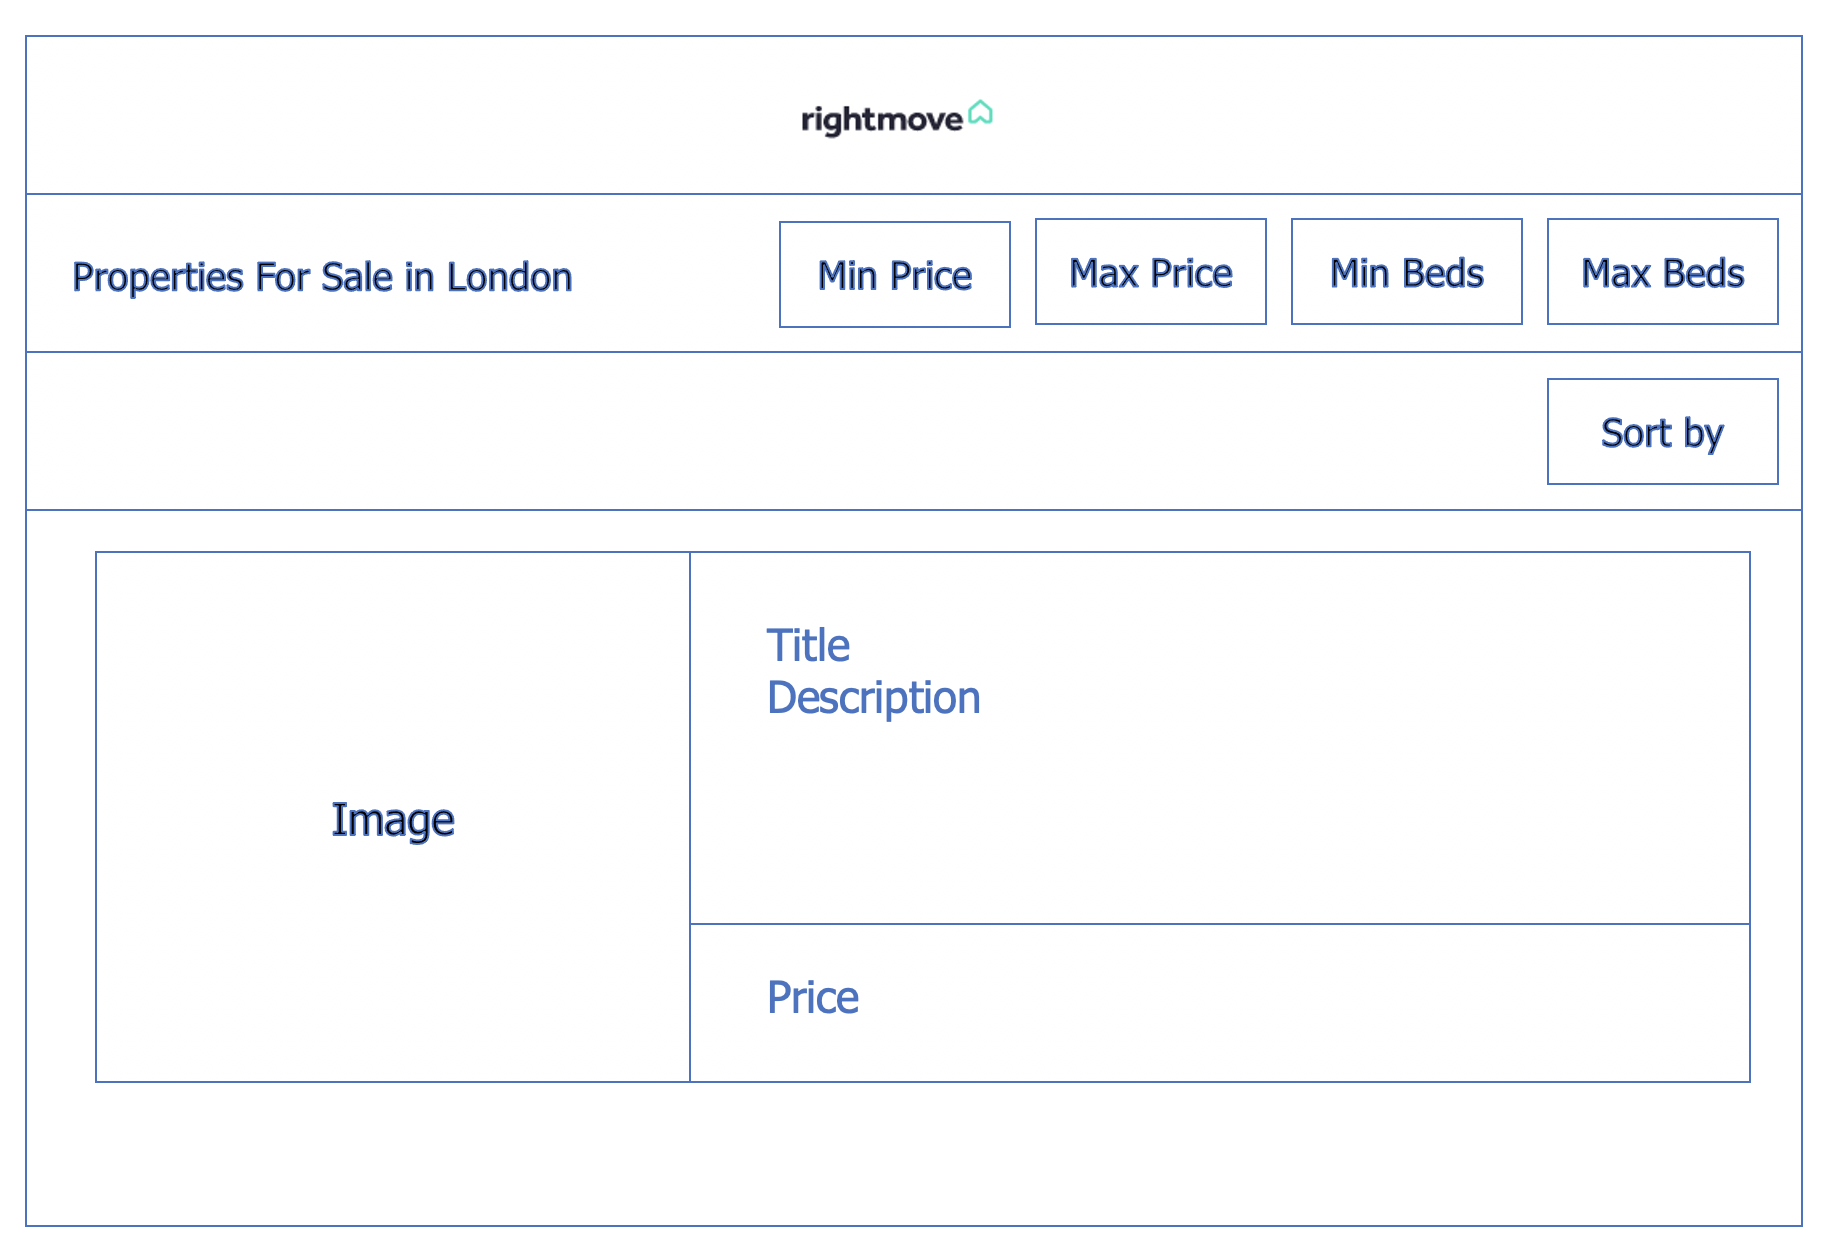 rightmove
Properties For Sale in London
Min Price
Max Price
Min Beds
Max Beds
Sort by
Image
Title
Description
Price